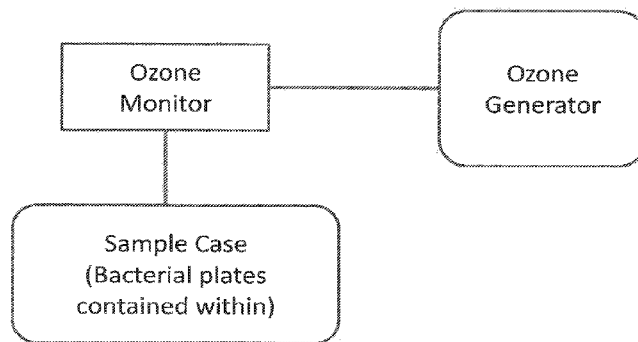 Ozone
Monitor
Ozone
Generator
Sample Case
(Bacterial plates
contained within)